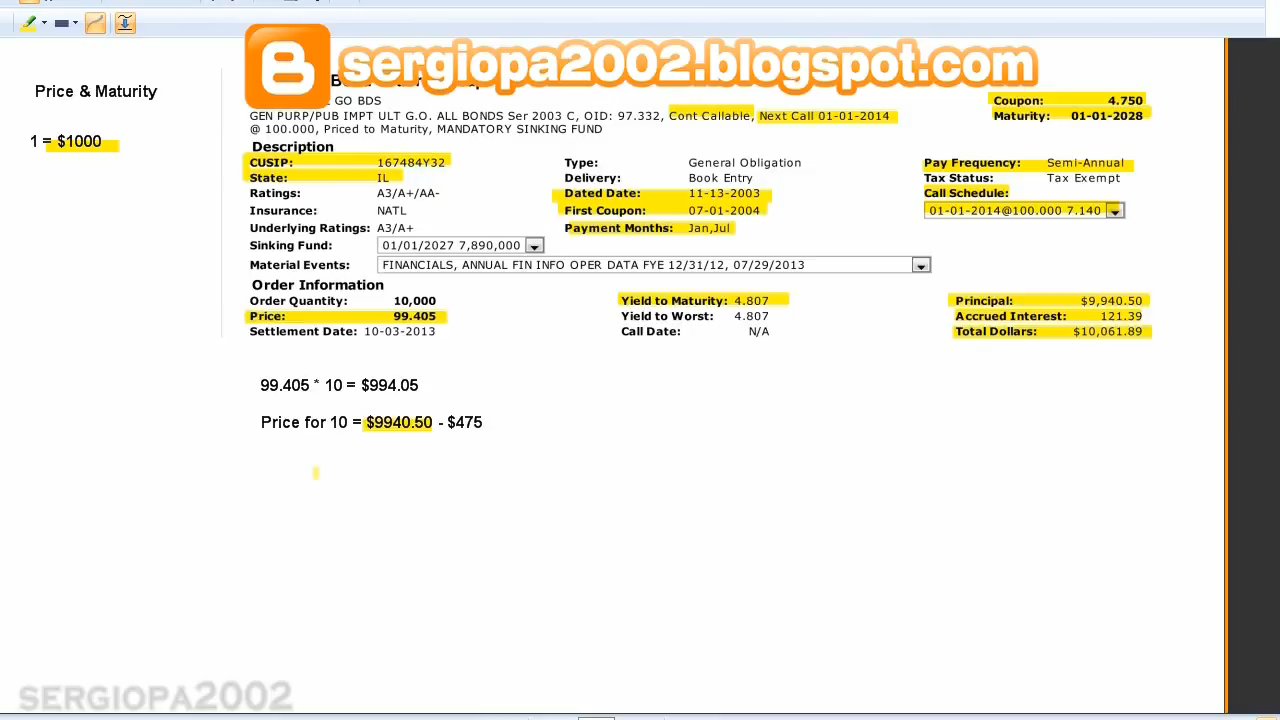 sergiopa2002.blogspot.com
Price & Maturity
1 = $1000
GO BDS
GEN PURP/PUB IMPT ULT G.O. ALL BONDS Ser 2003 C, OID: 97.332, Cont Callable, Next Call 01-01-2014
@ 100.000, Priced to Maturity, MANDATORY SINKING FUND
Coupon: 4.750
Maturity: 01-01-2028
Description
CUSIP: 167484Y32 Type: General Obligation Pay Frequency: Semi-Annual
State: IL Delivery: Book Entry Tax Status: Tax Exempt
Ratings: A3/A+/AA- Dated Date: 11-13-2003 Call Schedule:
Insurance: NATL First Coupon: 07-01-2004 01-01-2014@100.000 7.140
Underlying Ratings: A3/A+ Payment Months: Jan,Jul
Sinking Fund: 01/01/2027 7,890,000
Material Events: FINANCIALS, ANNUAL FIN INFO OPER DATA FYE 12/31/12, 07/29/2013
Order Information
Order Quantity: 10,000 Yield to Maturity: 4.807 Principal: $9,940.50
Price: 99.405 Yield to Worst: 4.807 Accrued Interest: 121.39
Settlement Date: 10-03-2013 Call Date: N/A Total Dollars: $10,061.89
99.405 * 10 = $994.05
Price for 10 = $9940.50 - $475
SERGIOPA2002